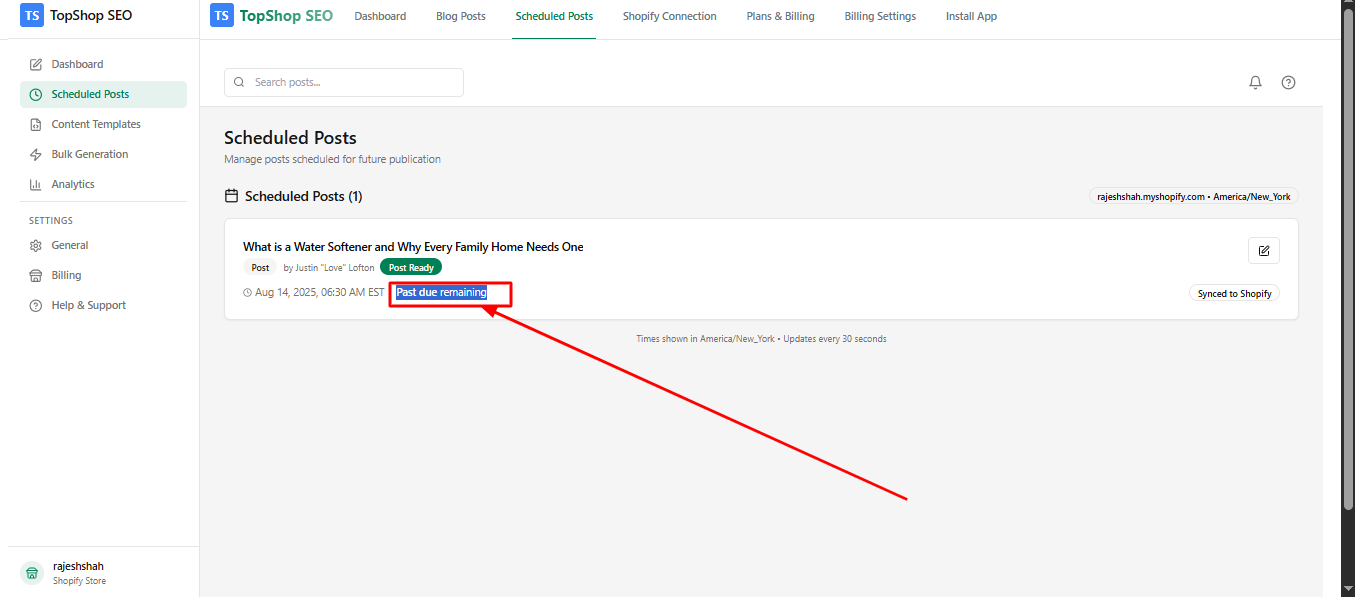 TS TopShop SEO
TS TopShop SEO Dashboard Blog Posts Scheduled Posts Shopify Connection Plans & Billing Billing Settings Install App
Dashboard
Scheduled Posts
Content Templates
Bulk Generation
Analytics
SETTINGS
General
Billing
Help & Support
rajeshshah
Shopify Store
Search posts...
Scheduled Posts
Manage posts scheduled for future publication
Scheduled Posts (1)
rajeshshah.myshopify.com • America/New_York
What is a Water Softener and Why Every Family Home Needs One
Post by Justin "Love" Lofton Post Ready
Aug 14, 2025, 06:30 AM EST Past due remaining
Synced to Shopify
Times shown in America/New_York • Updates every 30 seconds